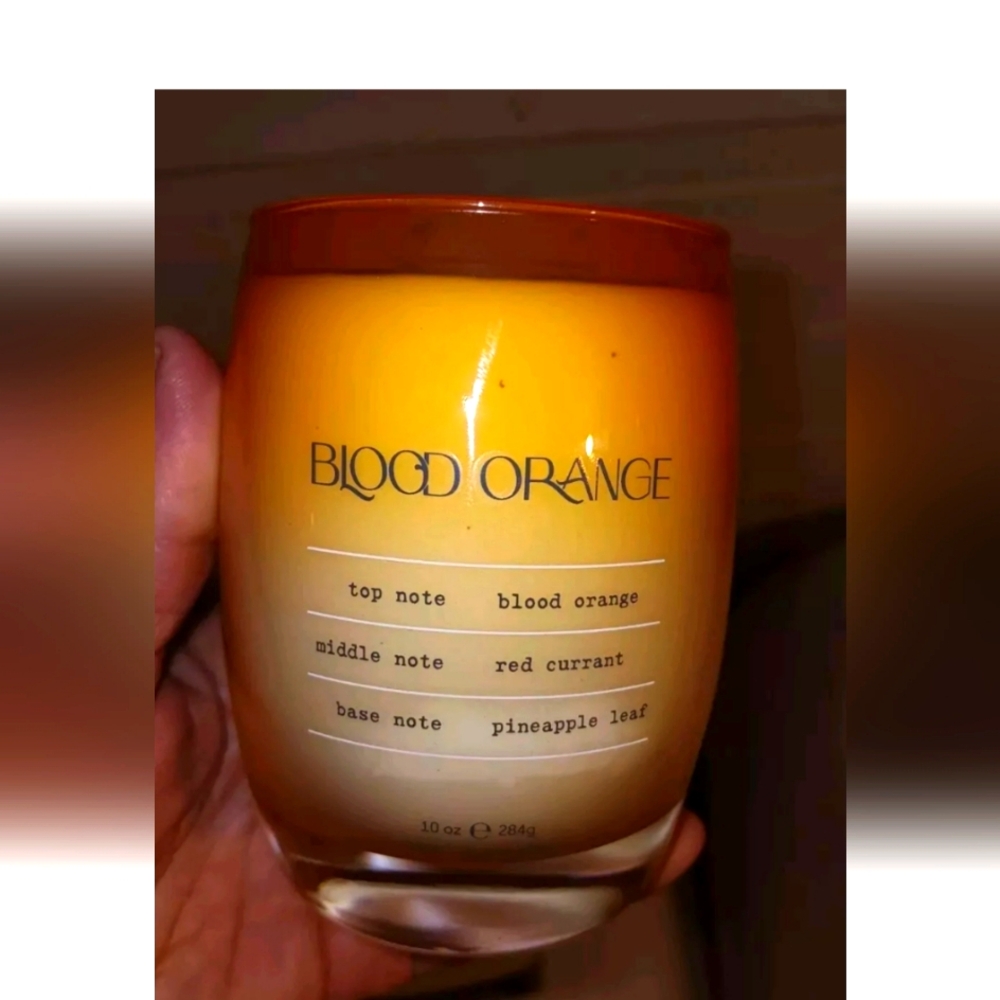 BLOOD ORANGE
top note blood orange
middle note red currant
base note pineapple leaf
10 oz ℮ 284g